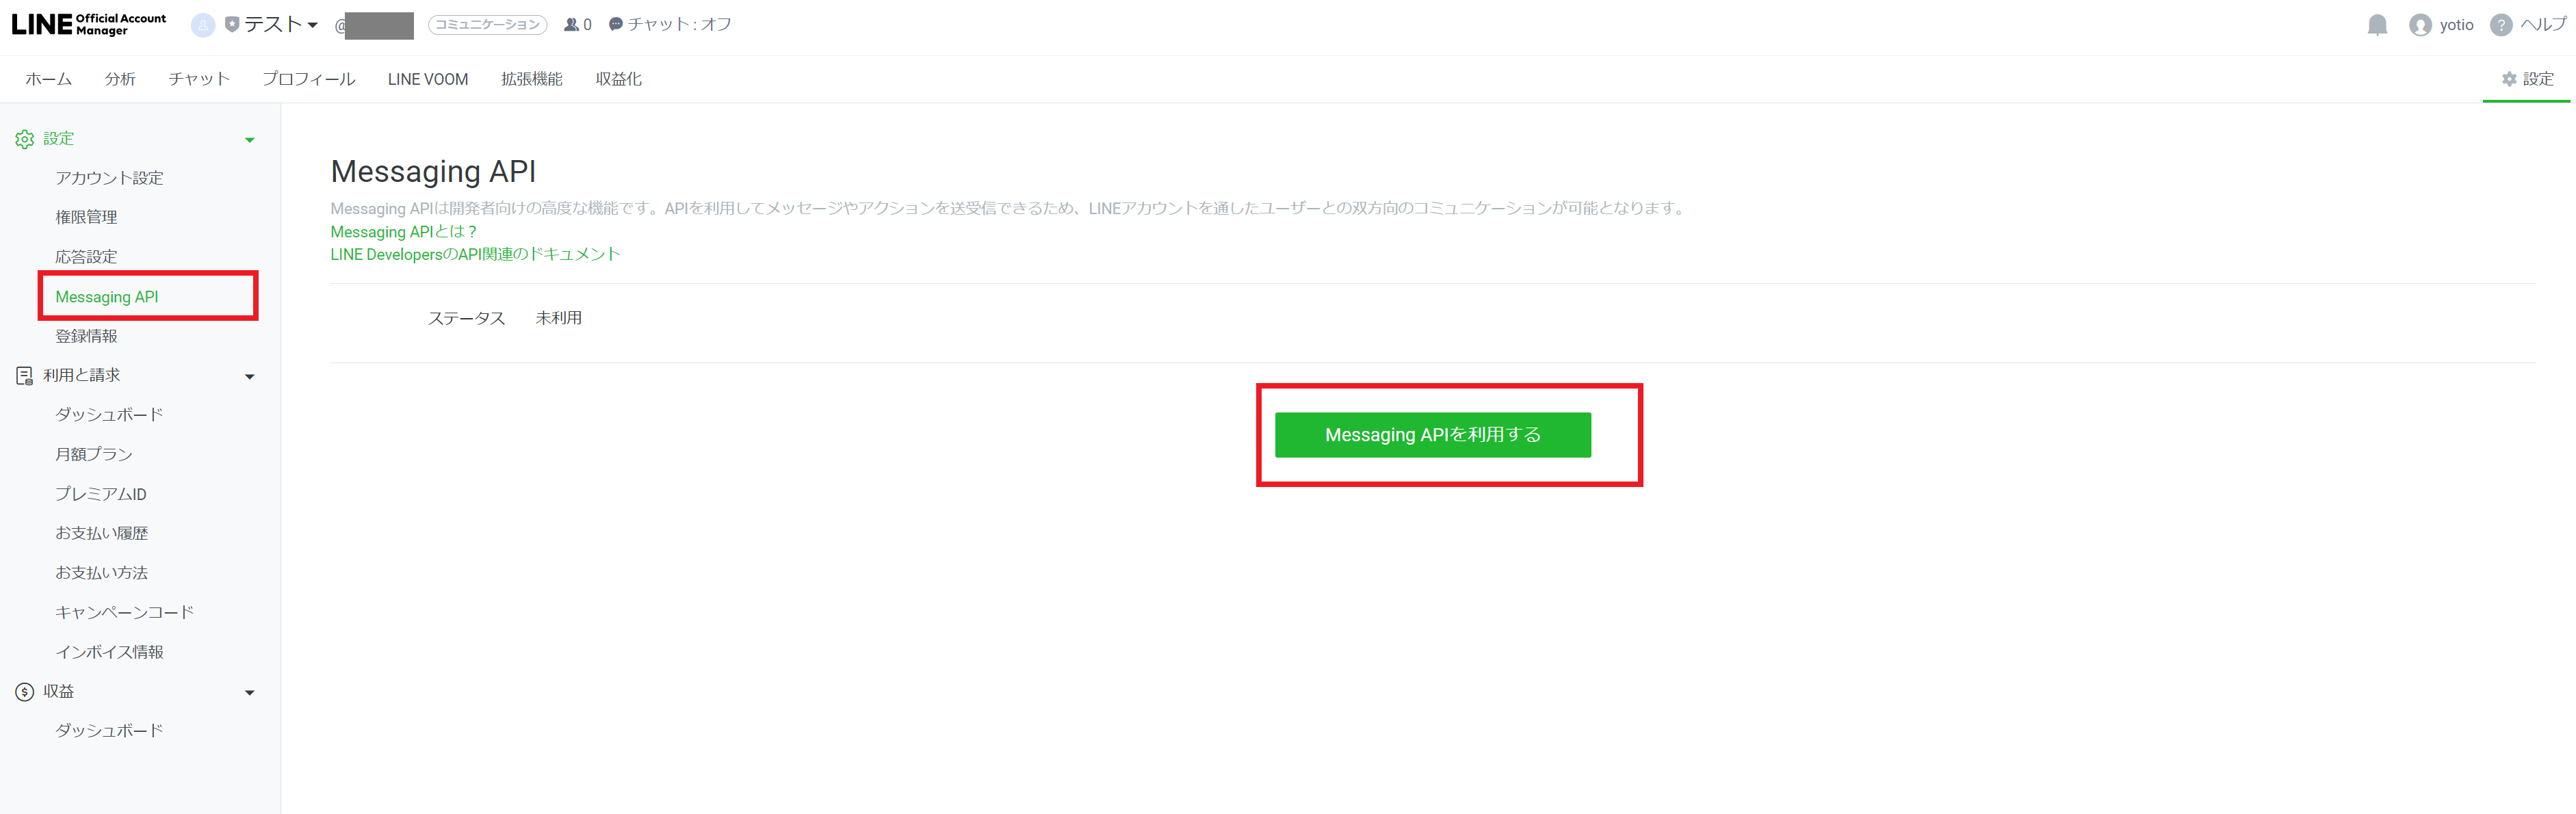 LINE Official Account Manager
テスト
@
コミュニケーション
0
チャット : オフ
yotio
? ヘルプ
ホーム
分析
チャット
プロフィール
LINE VOOM
拡張機能
収益化
設定
設定
アカウント設定
権限管理
応答設定
Messaging API
登録情報
利用と請求
ダッシュボード
月額プラン
プレミアムID
お支払い履歴
お支払い方法
キャンペーンコード
インボイス情報
$ 収益
ダッシュボード
Messaging API
Messaging APIは開発者向けの高度な機能です。APIを利用してメッセージやアクションを送受信できるため、LINEアカウントを通したユーザーとの双方向のコミュニケーションが可能となります。
Messaging APIとは？
LINE DevelopersのAPI関連のドキュメント
ステータス 未利用
Messaging APIを利用する